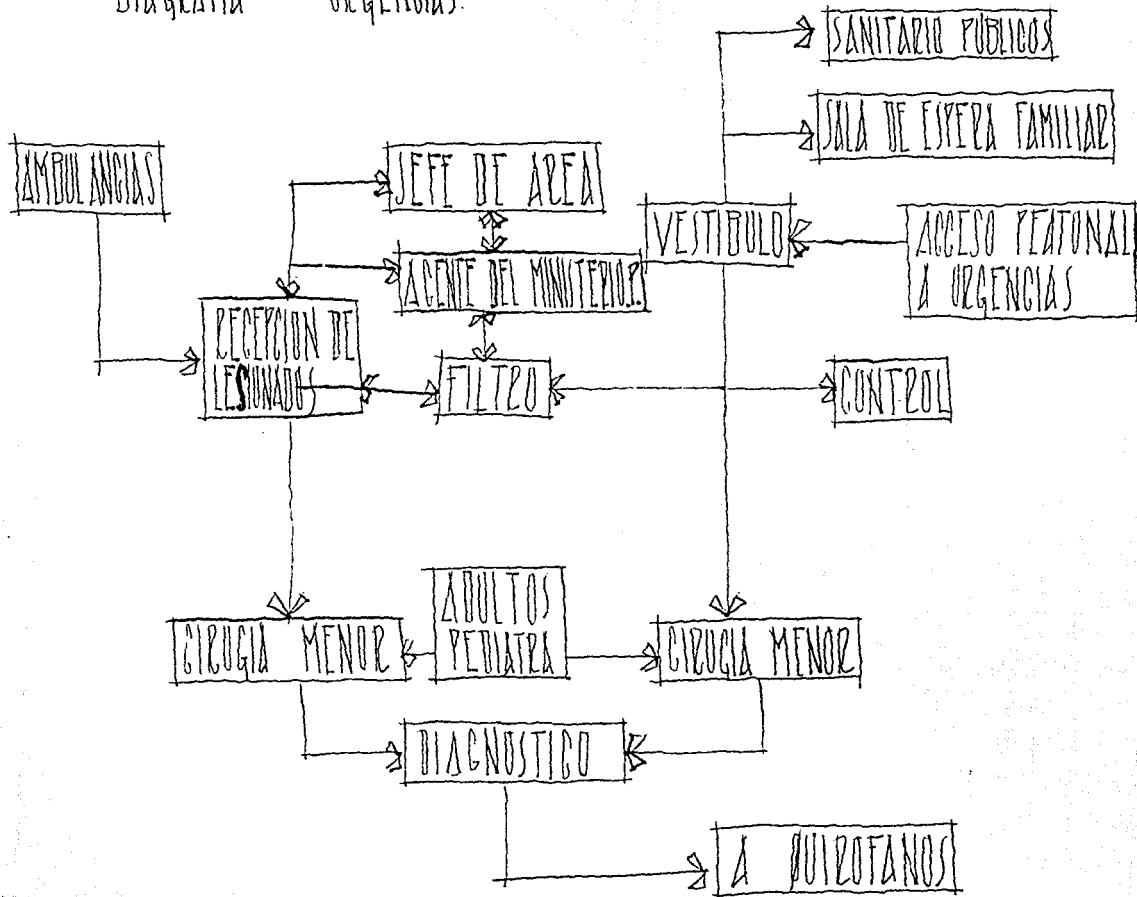 DIAGRAMA URGENCIAS.
SANITARIO PUBLICOS
SALA DE ESPERA FAMILIAR
AMBULANCIAS
JEFE DE AREA
VESTIBULO
ACCESO PEATONAL
A URGENCIAS
AGENTE DEL MINISTERIO P.
RECEPCION DE
LESIONADOS
FILTRO
CONTROL
ADULTOS
PEDIATRA
CIRUGIA MENOR
CIRUGIA MENOR
DIAGNOSTICO
A QUIROFANOS